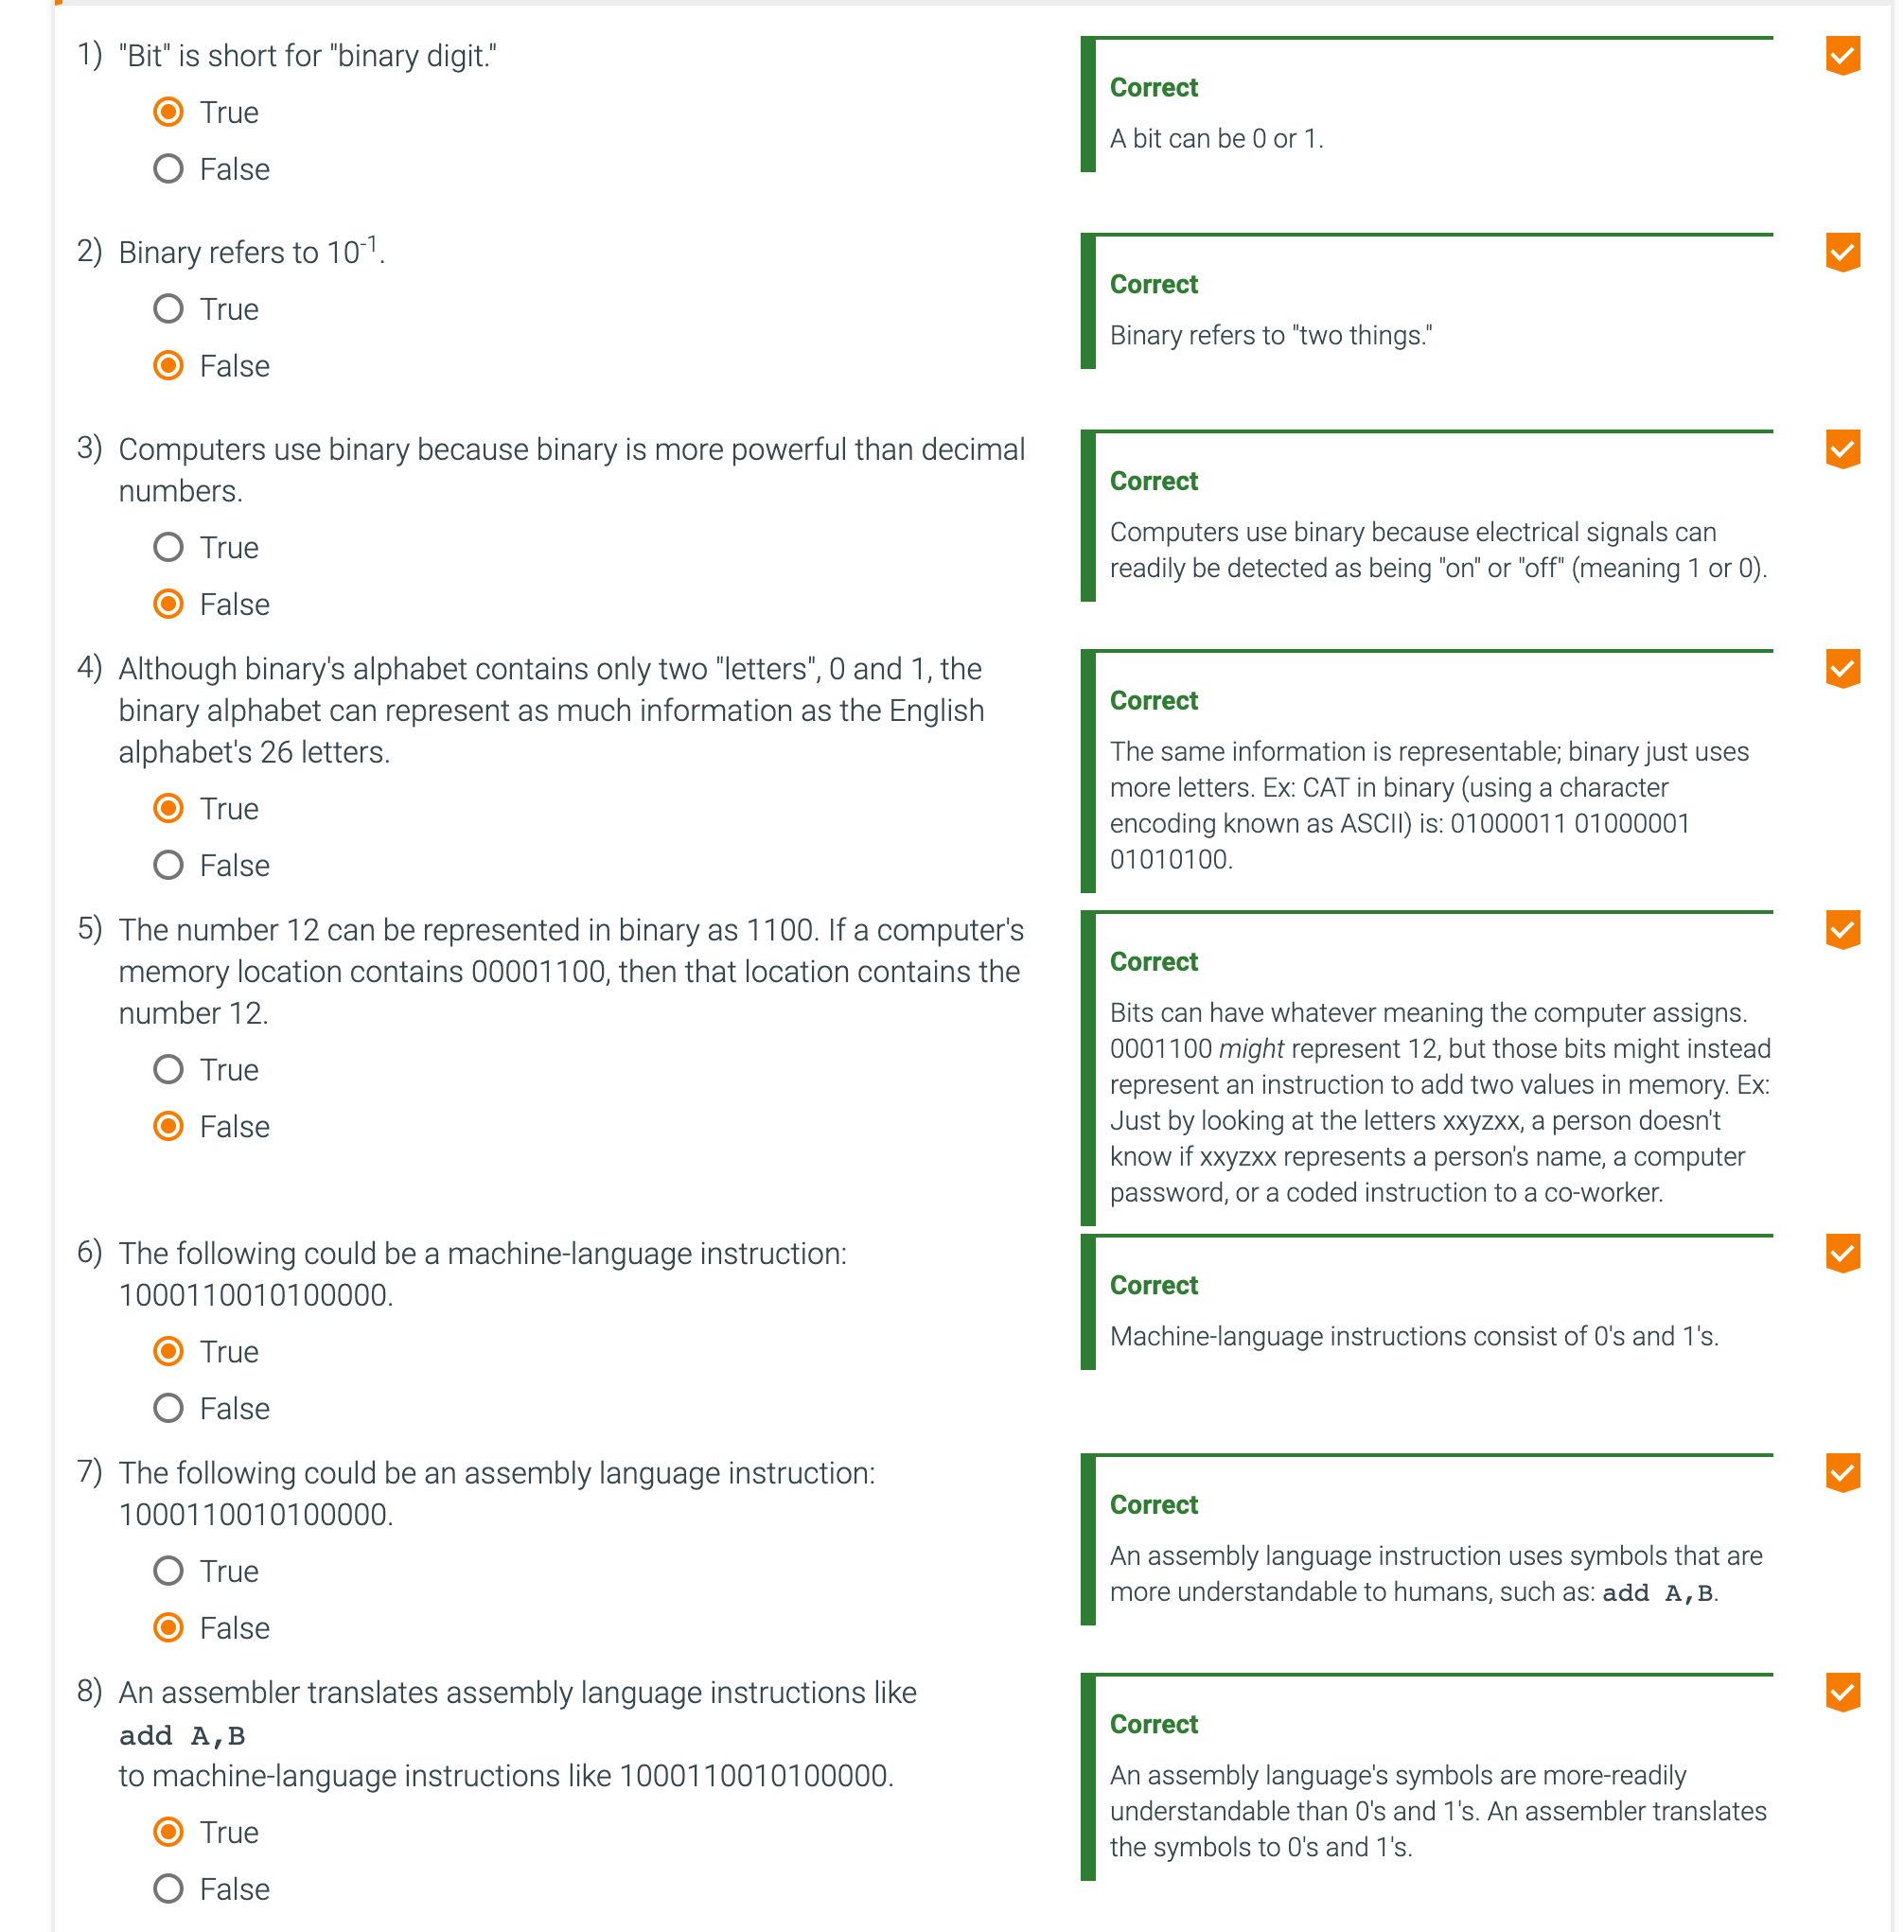 1) "Bit" is short for "binary digit."
True
False
Correct
A bit can be 0 or 1.
2) Binary refers to 10⁻¹.
True
False
Correct
Binary refers to "two things."
3) Computers use binary because binary is more powerful than decimal
numbers.
True
False
Correct
Computers use binary because electrical signals can
readily be detected as being "on" or "off" (meaning 1 or 0).
4) Although binary's alphabet contains only two "letters", 0 and 1, the
binary alphabet can represent as much information as the English
alphabet's 26 letters.
True
False
Correct
The same information is representable; binary just uses
more letters. Ex: CAT in binary (using a character
encoding known as ASCII) is: 01000011 01000001
01010100.
5) The number 12 can be represented in binary as 1100. If a computer's
memory location contains 00001100, then that location contains the
number 12.
True
False
Correct
Bits can have whatever meaning the computer assigns.
0001100 might represent 12, but those bits might instead
represent an instruction to add two values in memory. Ex:
Just by looking at the letters xxyzxx, a person doesn't
know if xxyzxx represents a person's name, a computer
password, or a coded instruction to a co-worker.
6) The following could be a machine-language instruction:
1000110010100000.
True
False
Correct
Machine-language instructions consist of 0's and 1's.
7) The following could be an assembly language instruction:
1000110010100000.
True
False
Correct
An assembly language instruction uses symbols that are
more understandable to humans, such as: add A,B.
8) An assembler translates assembly language instructions like
add A,B
to machine-language instructions like 1000110010100000.
True
False
Correct
An assembly language's symbols are more-readily
understandable than 0's and 1's. An assembler translates
the symbols to 0's and 1's.